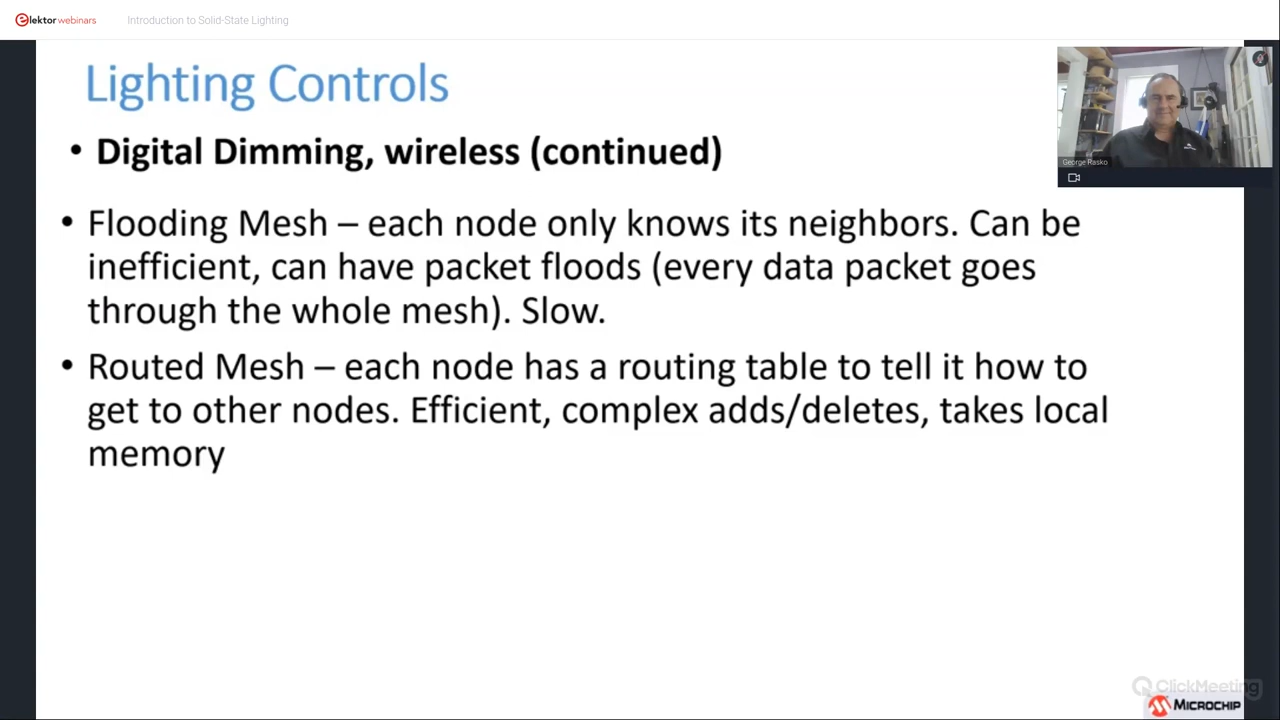 elektor webinars
Introduction to Solid-State Lighting
Lighting Controls
• Digital Dimming, wireless (continued)
George Rasko
• Flooding Mesh – each node only knows its neighbors. Can be
inefficient, can have packet floods (every data packet goes
through the whole mesh). Slow.
• Routed Mesh – each node has a routing table to tell it how to
get to other nodes. Efficient, complex adds/deletes, takes local
memory
ClickMeeting
MICROCHIP